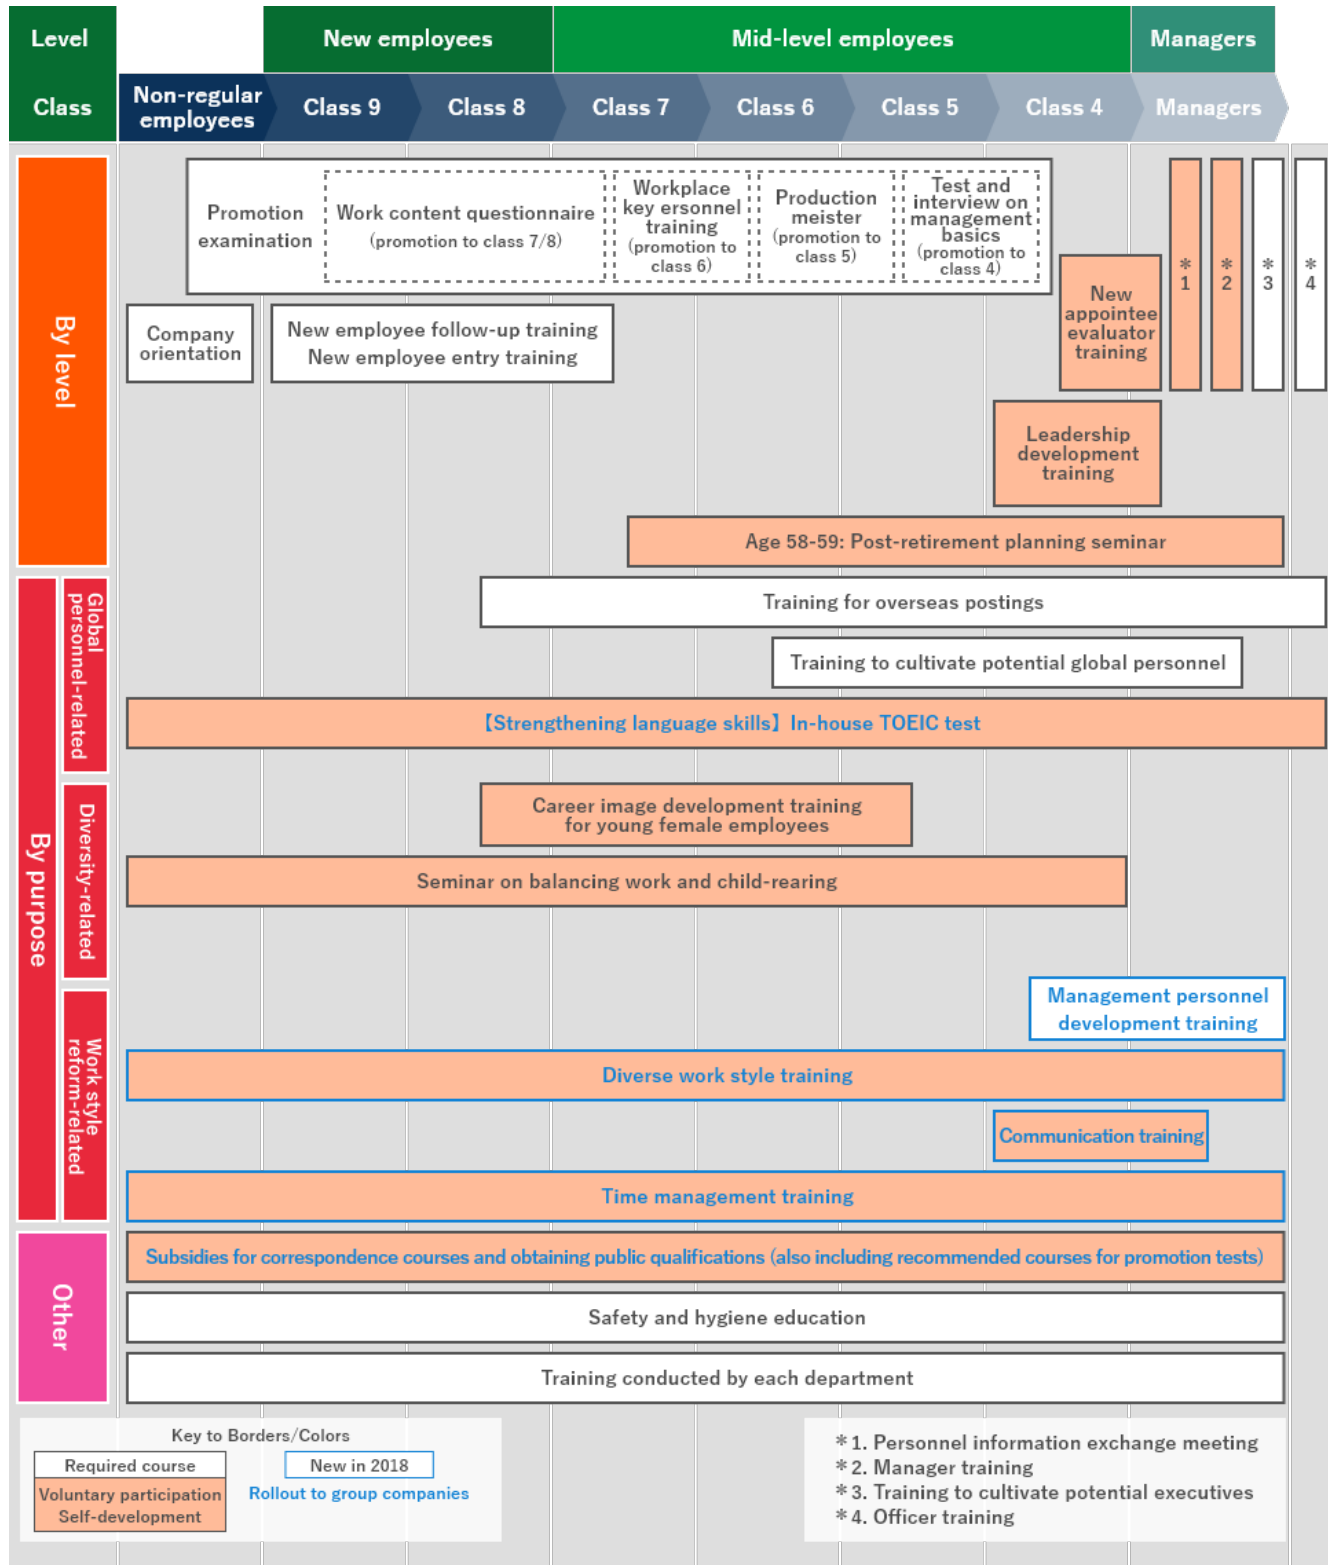 Level
New employees
Mid-level employees
Managers
Class
Non-regular
employees
Class 9
Class 8
Class 7
Class 6
Class 5
Class 4
Managers
By level
Promotion
examination
Work content questionnaire
(promotion to class 7/8)
Workplace
key ersonnel
training
(promotion to
class 6)
Production
meister
(promotion to
class 5)
Test and
interview on
management
basics
(promotion to
class 4)
New
appointee
evaluator
training
*1
*2
*3
*4
Company
orientation
New employee follow-up training
New employee entry training
Leadership
development
training
Age 58-59: Post-retirement planning seminar
By purpose
Global
personnel-related
Training for overseas postings
Training to cultivate potential global personnel
【Strengthening language skills】In-house TOEIC test
Diversity-related
Career image development training
for young female employees
Seminar on balancing work and child-rearing
Work style
reform-related
Management personnel
development training
Diverse work style training
Communication training
Time management training
Other
Subsidies for correspondence courses and obtaining public qualifications (also including recommended courses for promotion tests)
Safety and hygiene education
Training conducted by each department
Key to Borders/Colors
Required course
Voluntary participation
Self-development
New in 2018
Rollout to group companies
*1. Personnel information exchange meeting
*2. Manager training
*3. Training to cultivate potential executives
*4. Officer training